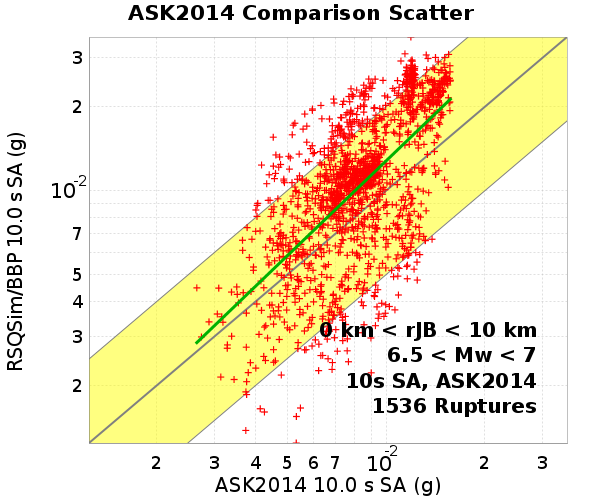 ASK2014 Comparison Scatter
RSQSim/BBP 10.0 s SA (g)
3
2
10-2
7
5
4
3
2
0 km < rJB < 10 km
6.5 < Mw < 7
10s SA, ASK2014
1536 Ruptures
2 3 4 5 6 7 10-2 2 3
ASK2014 10.0 s SA (g)